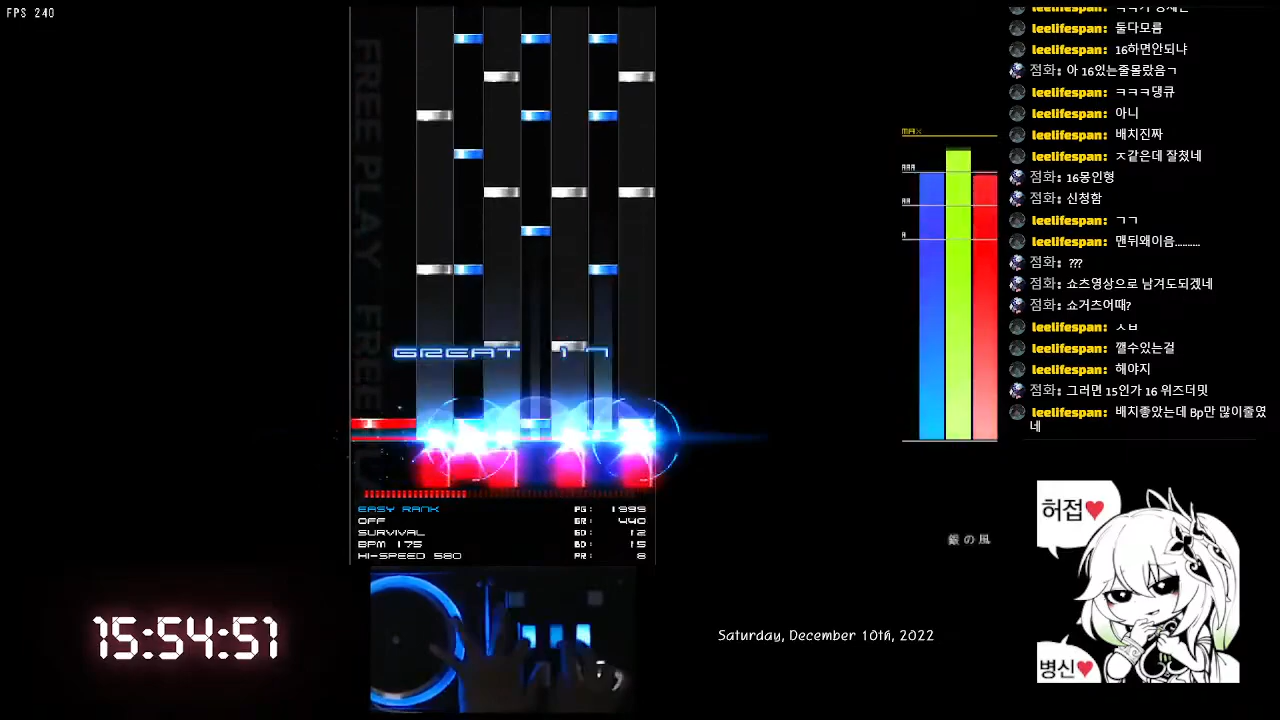 FPS 240
FREE PLAY FREE
GREAT 17
EASY RANK
OFF
SURVIVAL
BPM 175
HI-SPEED 580
PG: 1995
GR: 440
GD: 12
BD: 15
PR: 8
MAX
AAA
AA
A
leelifespan: 둘다모름
leelifespan: 16하면안되냐
점화: 아 16있는줄몰랐음ㄱ
leelifespan: ㅋㅋㅋ댕큐
leelifespan: 아니
leelifespan: 배치진짜
leelifespan: ㅈ같은데 잘쳤네
점화: 16몽인형
점화: 신청함
leelifespan: ㄱㄱ
leelifespan: 맨뒤왜이음.........
점화: ???
점화: 쇼츠영상으로 남겨도되겠네
점화: 쇼거츠어때?
leelifespan: ㅅㅂ
leelifespan: 깰수있는걸
leelifespan: 해야지
점화: 그러면 15인가 16 위즈더밋
leelifespan: 배치좋았는데 Bp만 많이줄였
네
허접♥
병신♥
銀の風
15:54:51
Saturday, December 10th, 2022